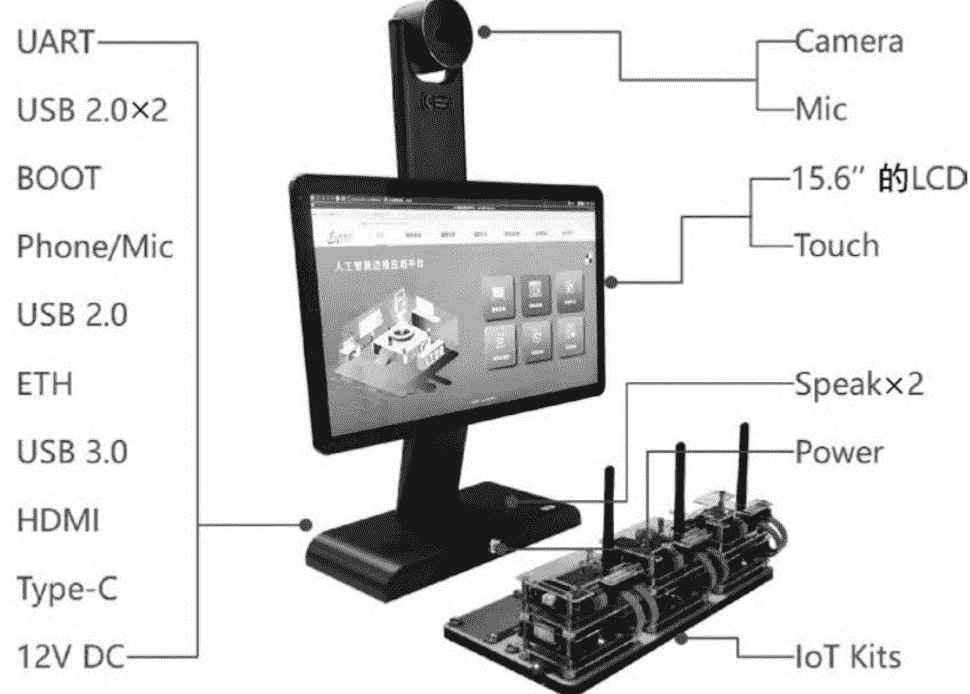 UART
USB 2.0×2
BOOT
Phone/Mic
USB 2.0
ETH
USB 3.0
HDMI
Type-C
12V DC
Camera
Mic
15.6" 的LCD
Touch
Speak×2
Power
IoT Kits
人工智能边缘应用平台